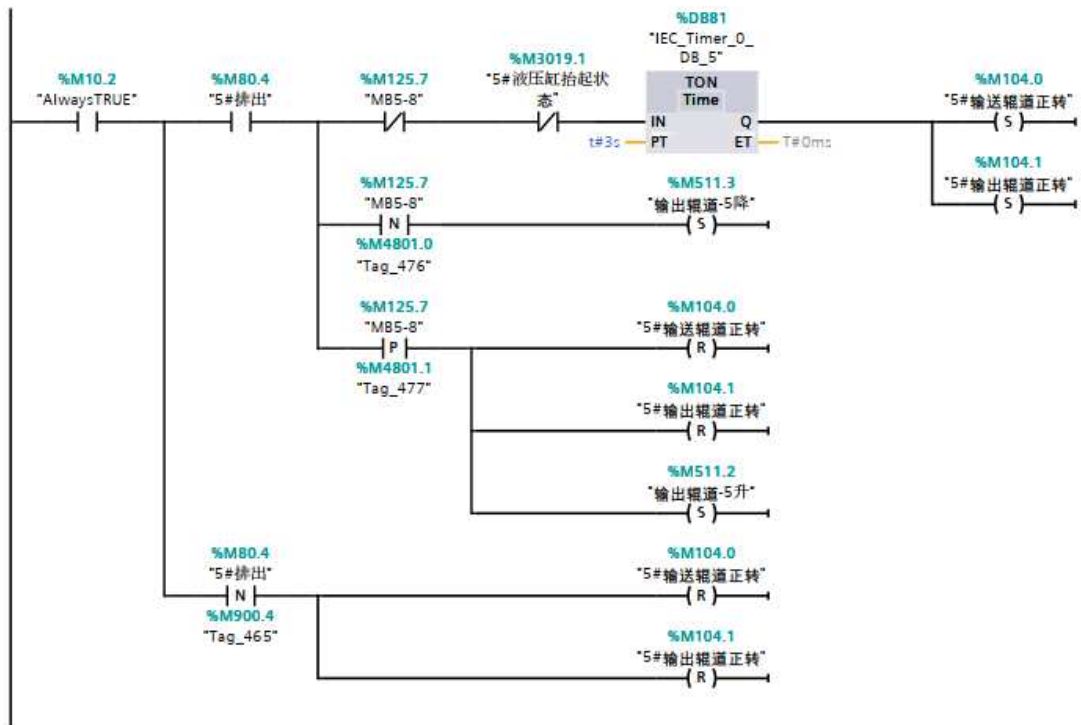 %DB81
"IEC_Timer_0_
DB_5"
%M10.2
"AlwaysTRUE"
%M80.4
"5#排出"
%M125.7
"MB5-8"
%M3019.1
"5#液压缸抬起状
态"
TON
Time
IN
Q
t#3s
PT
ET
T#0ms
%M104.0
"5#输送辊道正转"
S
%M104.1
"5#输出辊道正转"
S
%M125.7
"MB5-8"
N
%M4801.0
"Tag_476"
%M511.3
"输出辊道-5降"
S
%M125.7
"MB5-8"
P
%M4801.1
"Tag_477"
%M104.0
"5#输送辊道正转"
R
%M104.1
"5#输出辊道正转"
R
%M511.2
"输出辊道-5升"
S
%M80.4
"5#排出"
N
%M900.4
"Tag_465"
%M104.0
"5#输送辊道正转"
R
%M104.1
"5#输出辊道正转"
R